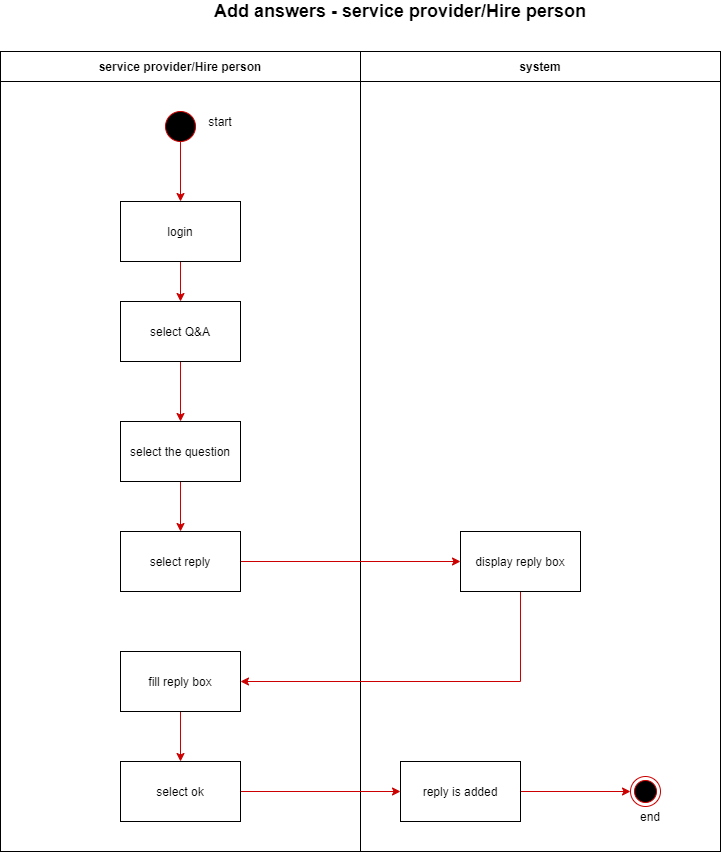 Add answers - service provider/Hire person
service provider/Hire person
system
start
login
select Q&A
select the question
select reply
display reply box
fill reply box
select ok
reply is added
end